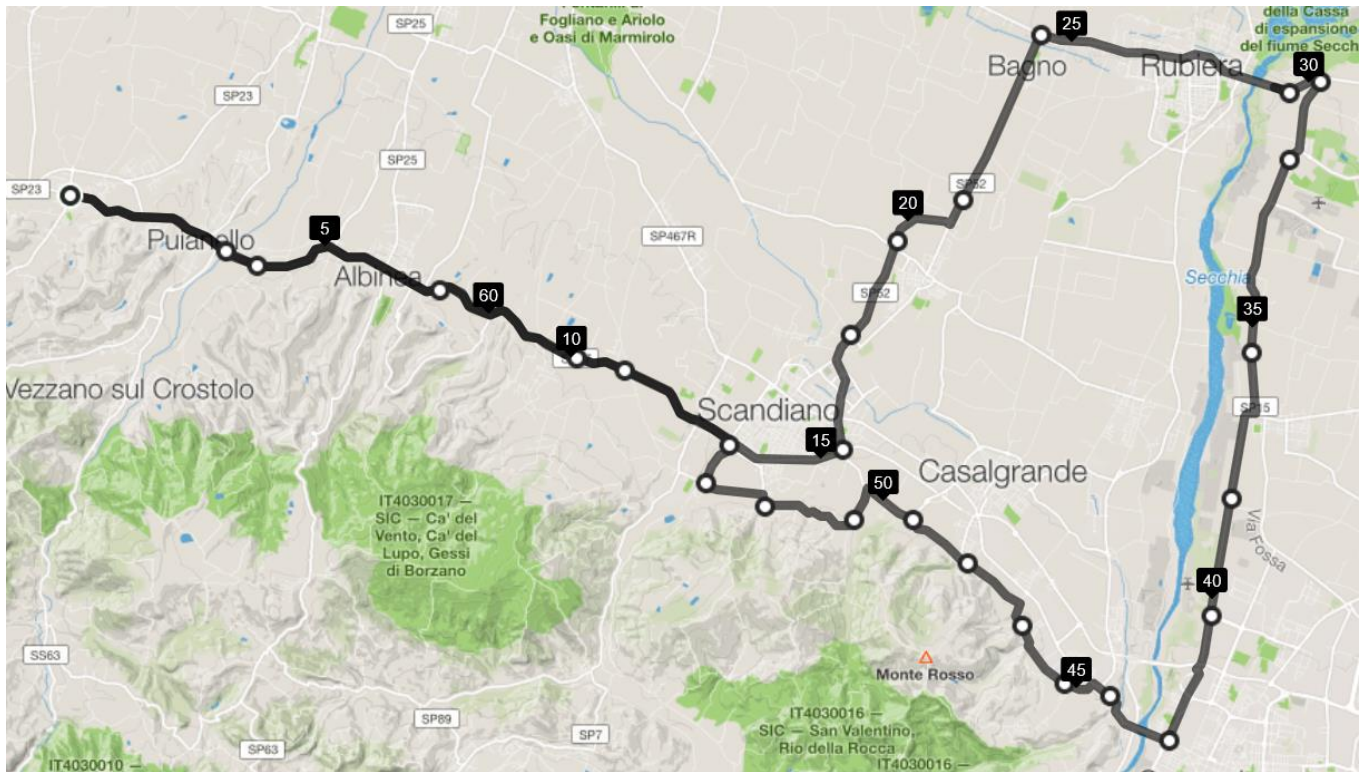 Fogliano e Ariolo
e Oasi di Marmirolo
SP25
della Cassa
di espansione
del fiume Secch
25
Bagno
Rubiera
30
SP23
SP25
SP23
SP52
20
Puianello
5
SP467R
Albinea
Secchia
60
SP52
35
10
Vezzano sul Crostolo
Scandiano
SP15
15
Casalgrande
50
IT4030017 —
SIC — Ca' del
Vento, Ca' del
Lupo, Gessi
di Borzano
Via Fossa
40
SS63
Monte Rosso
45
SP89
IT4030016 —
SIC — San Valentino,
Rio della Rocca
SP63
SP7
IT4030010 —
IT4030016 —